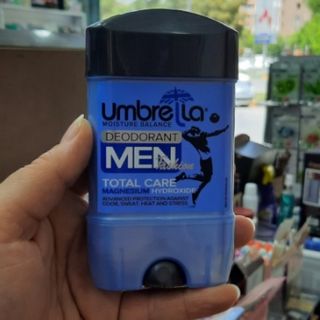 umbrella
MOISTURE BALANCE
DEODORANT
MEN
TOTAL CARE
MAGNESIUM HYDROXIDE
ADVANCED PROTECTION AGAINST
ODOR, SWEAT, HEAT AND STRESS